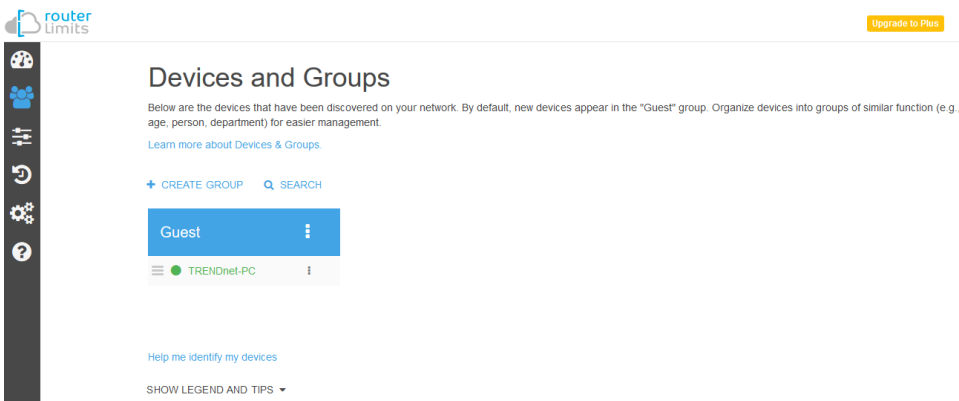 router
Limits
Upgrade to Plus
Devices and Groups
Below are the devices that have been discovered on your network. By default, new devices appear in the "Guest" group. Organize devices into groups of similar function (e.g.,
age, person, department) for easier management.
Learn more about Devices & Groups.
+ CREATE GROUP SEARCH
Guest
TRENDnet-PC
Help me identify my devices
SHOW LEGEND AND TIPS